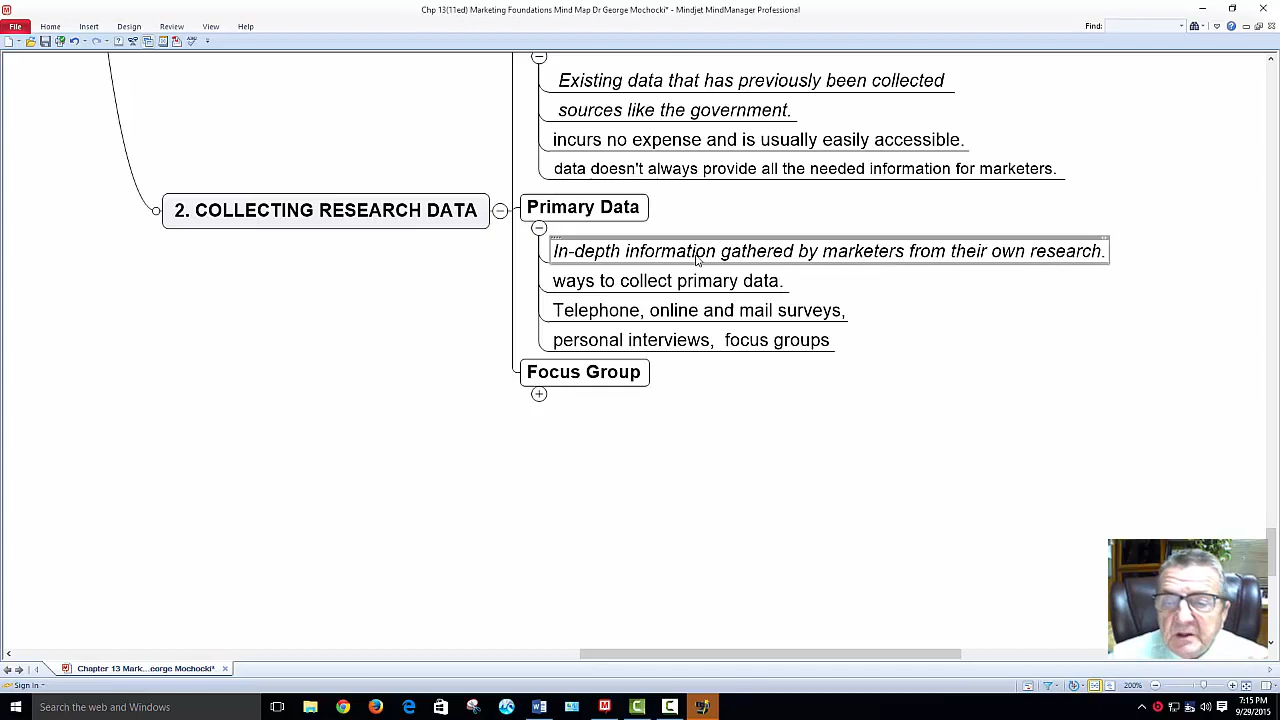 Chp 13(11ed) Marketing Foundations Mind Map Dr George Mochocki* - Mindjet MindManager Professional
File Home Insert Design Review View Help
Find:
Existing data that has previously been collected
sources like the government.
incurs no expense and is usually easily accessible.
data doesn't always provide all the needed information for marketers.
2. COLLECTING RESEARCH DATA
Primary Data
In-depth information gathered by marketers from their own research.
ways to collect primary data.
Telephone, online and mail surveys,
personal interviews, focus groups
Focus Group
Chapter 13 Mark...eorge Mochocki*
Sign In
200%
Search the web and Windows
7:15 PM
9/29/2015